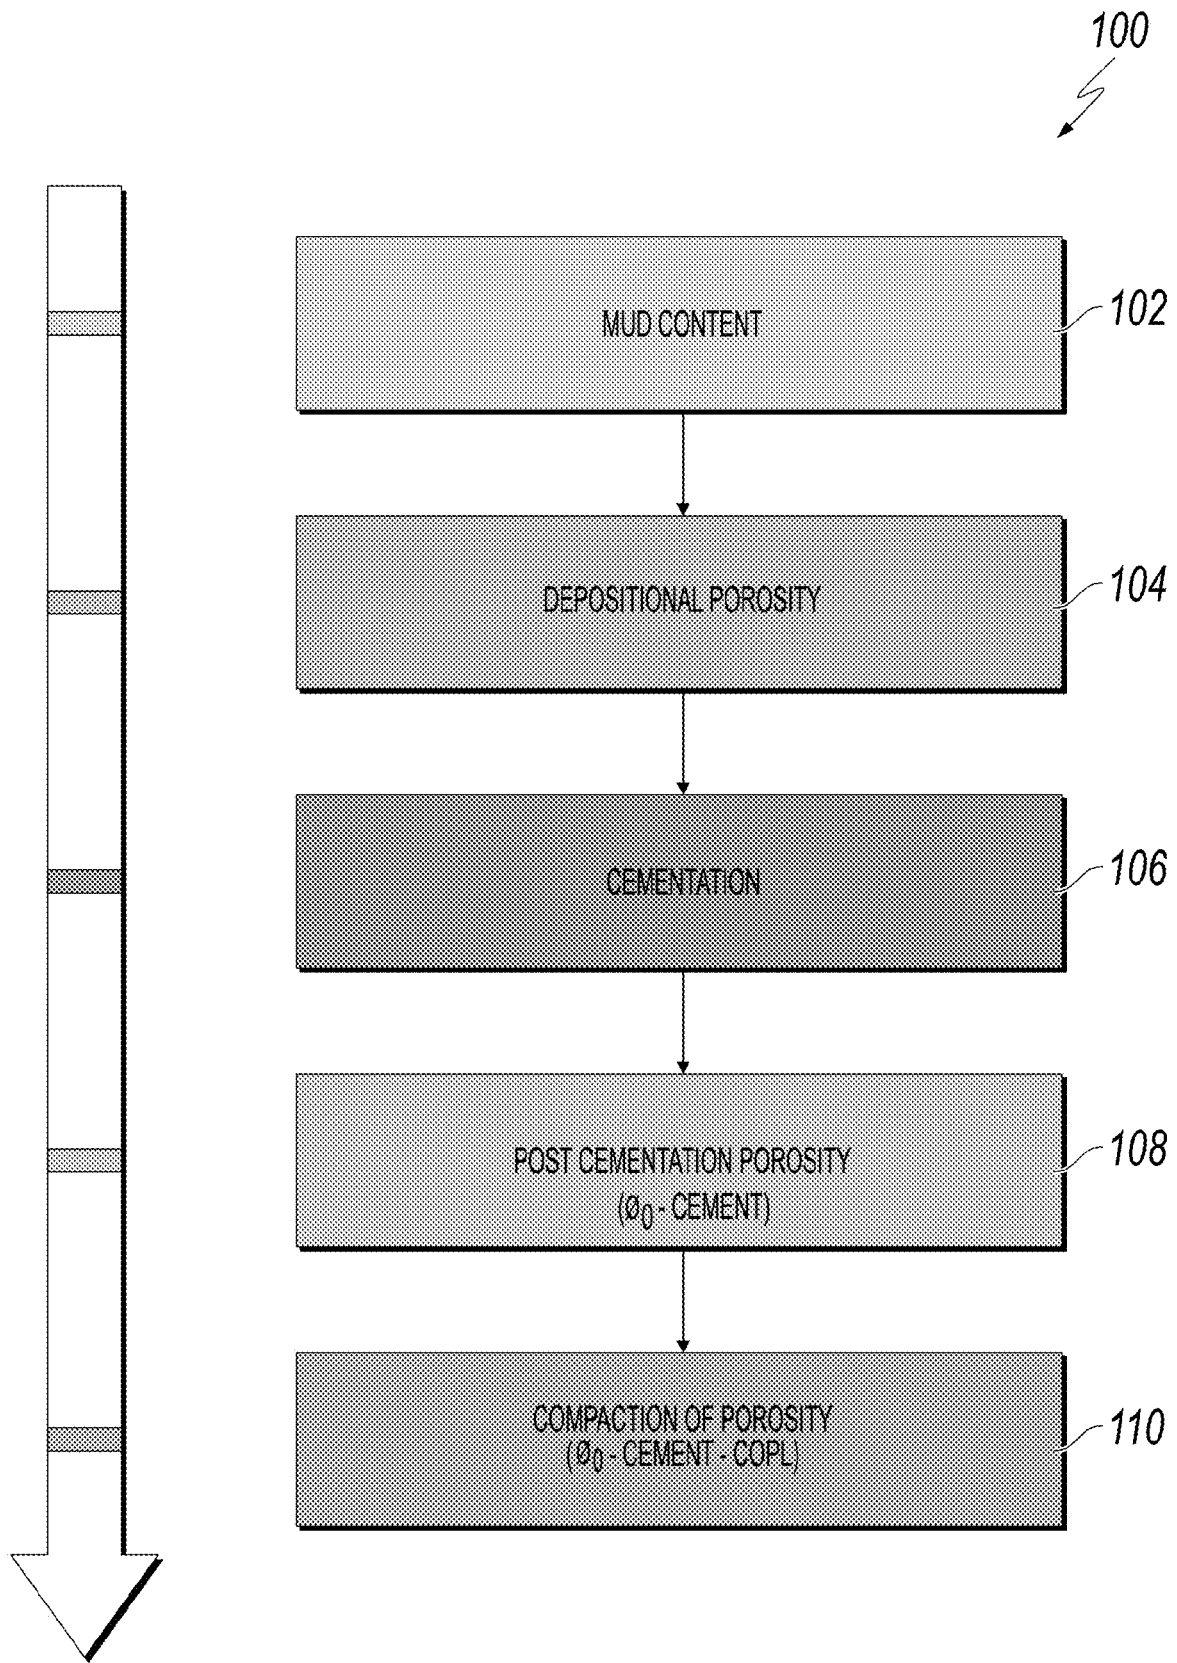 100
MUD CONTENT
102
DEPOSITIONAL POROSITY
104
CEMENTATION
106
POST CEMENTATION POROSITY
(Ø0 - CEMENT)
108
COMPACTION OF POROSITY
(Ø0 - CEMENT - COPL)
110